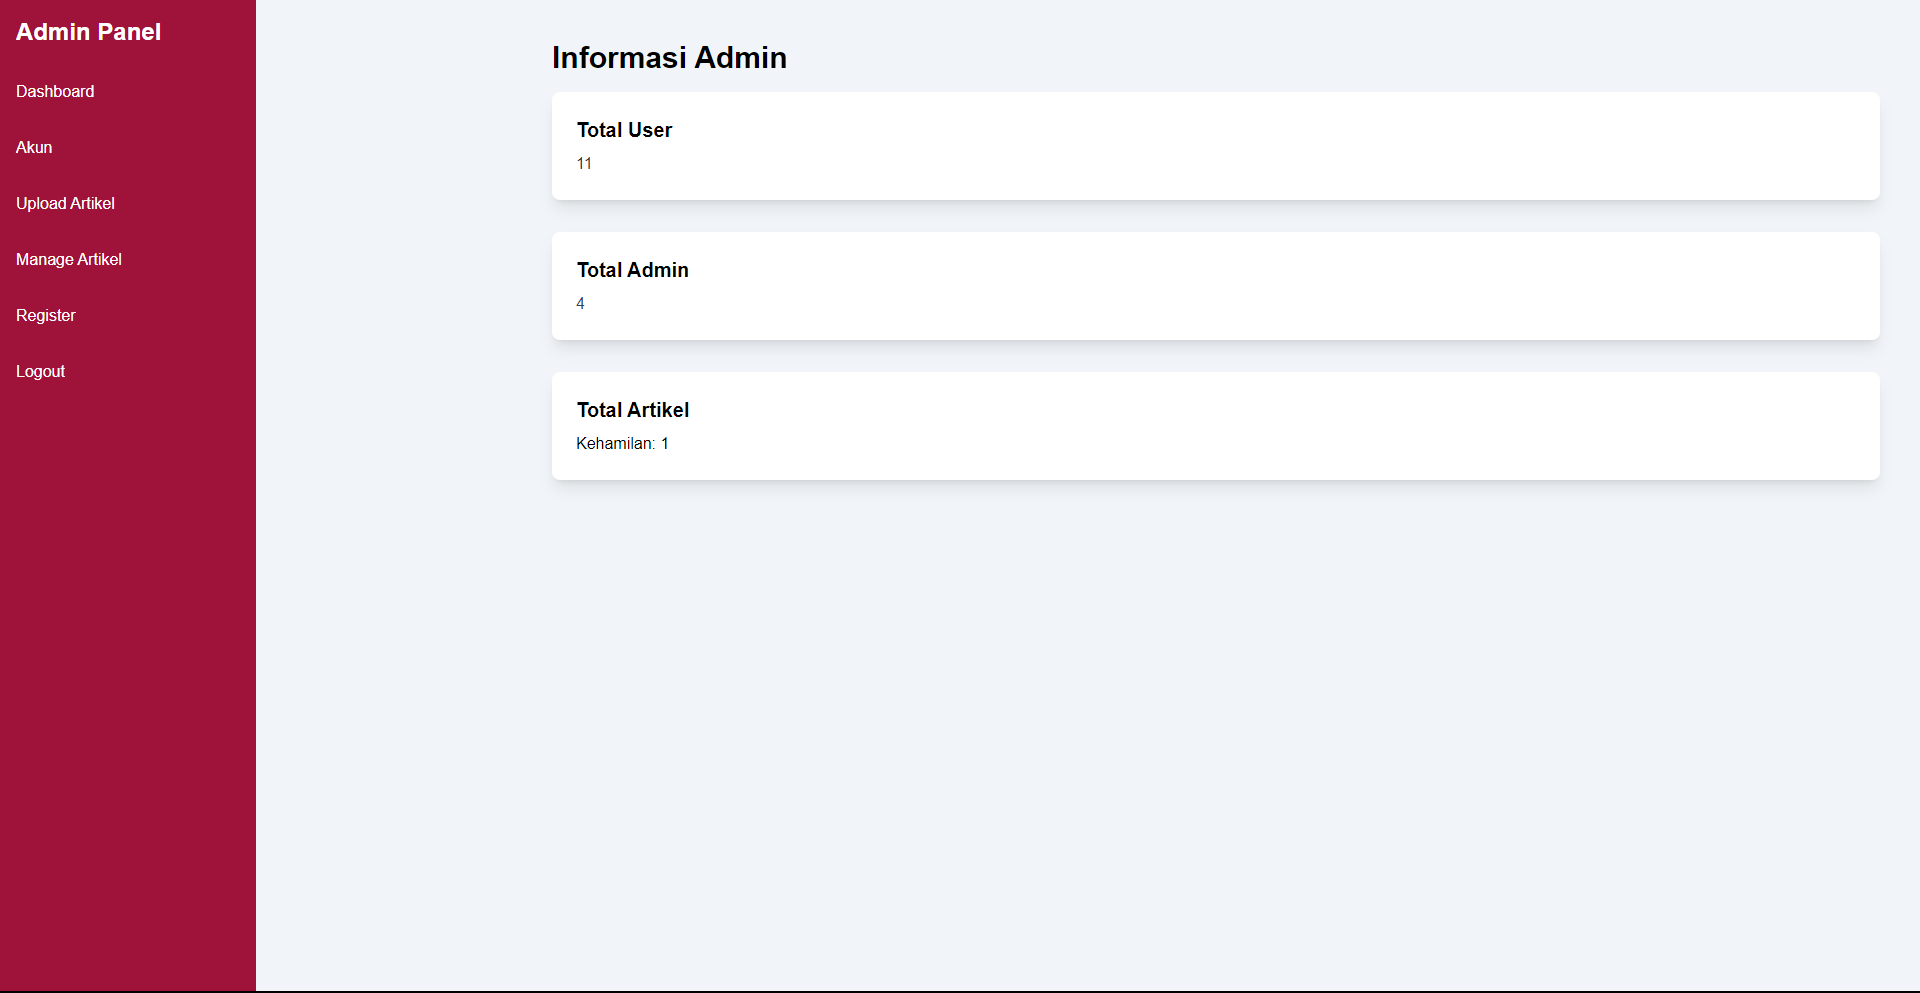 Admin Panel
Dashboard
Akun
Upload Artikel
Manage Artikel
Register
Logout
Informasi Admin
Total User
11
Total Admin
4
Total Artikel
Kehamilan: 1